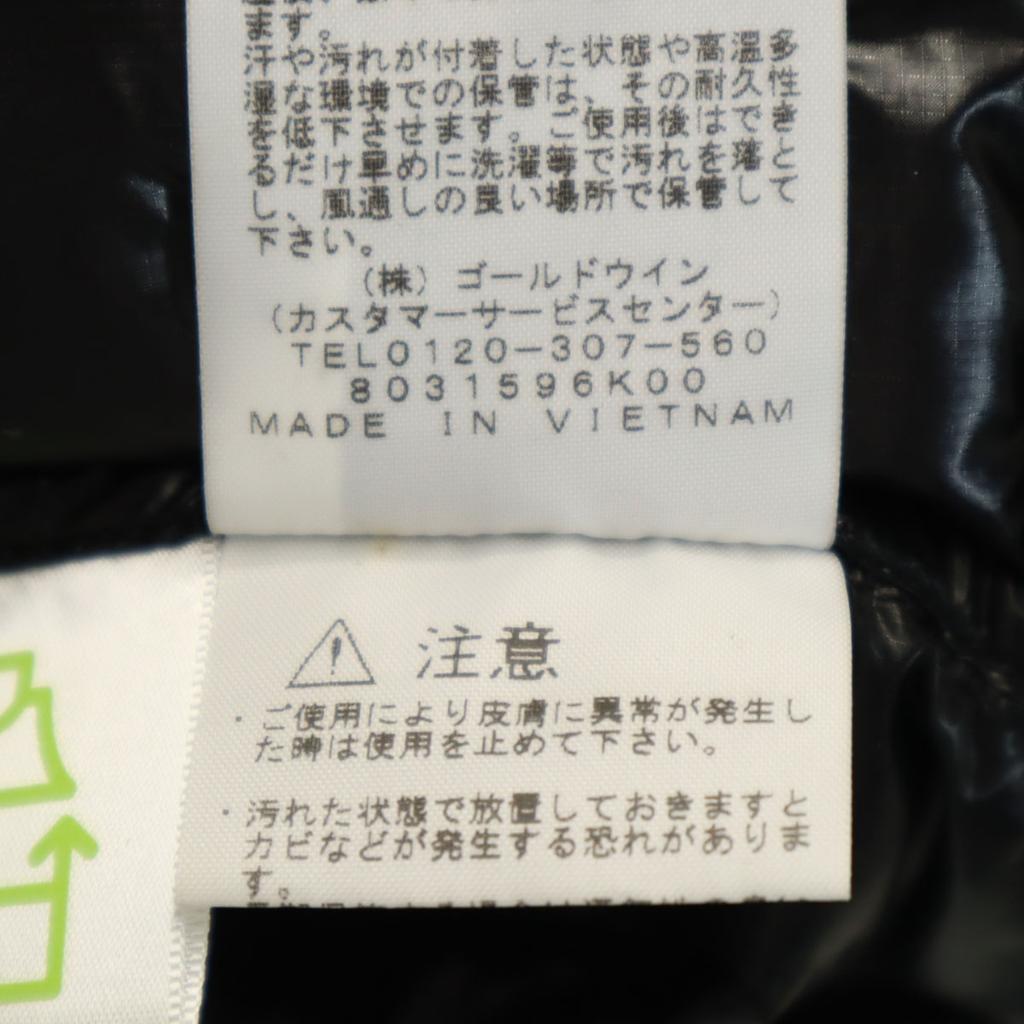 ます。
汗や汚れが付着した状態や高温多
湿な環境での保管は、その耐久性
を低下させます。ご使用後はでき
るだけ早めに洗濯等で汚れを落と
し、風通しの良い場所で保管して
下さい。
(株) ゴールドウイン
(カスタマーサービスセンター)
TEL0120-307-560
8031596K00
MADE IN VIETNAM
注意
・ご使用により皮膚に異常が発生し
た時は使用を止めて下さい。
・汚れた状態で放置しておきますと
カビなどが発生する恐れがありま
す。